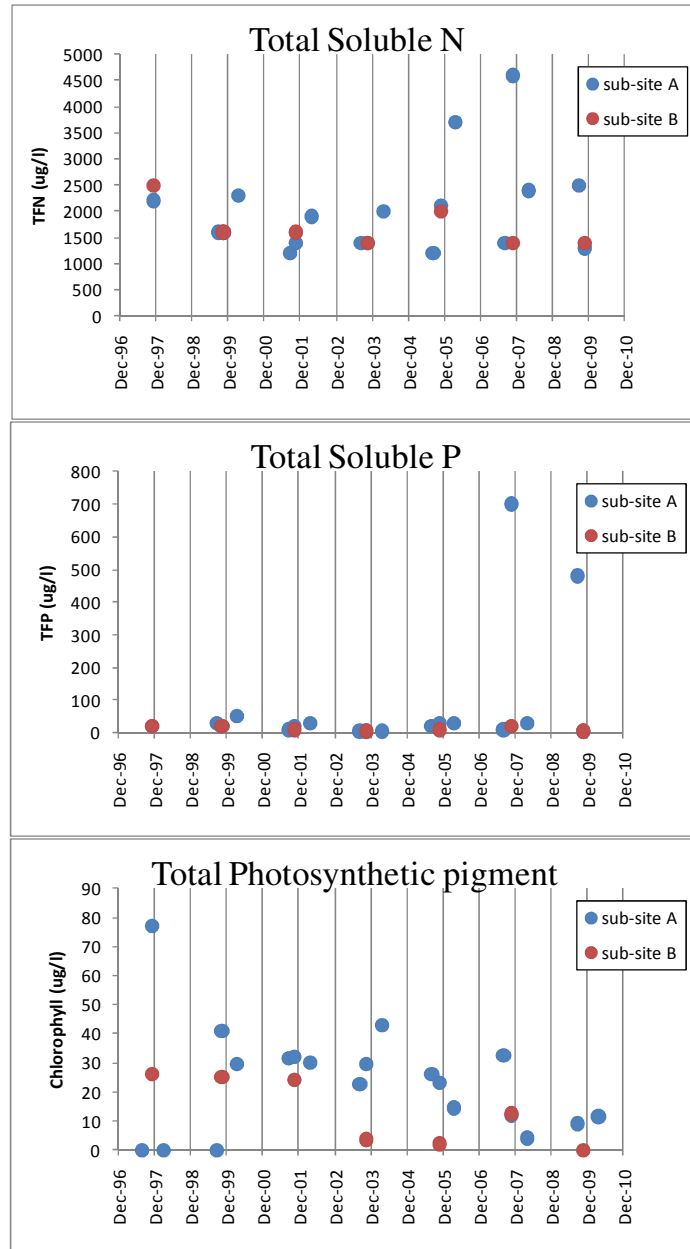 Total Soluble N
TFN (ug/l)
5000
4500
4000
3500
3000
2500
2000
1500
1000
500
0
sub-site A
sub-site B
Dec-96
Dec-97
Dec-98
Dec-99
Dec-00
Dec-01
Dec-02
Dec-03
Dec-04
Dec-05
Dec-06
Dec-07
Dec-08
Dec-09
Dec-10
Total Soluble P
TFP (ug/l)
800
700
600
500
400
300
200
100
0
sub-site A
sub-site B
Dec-96
Dec-97
Dec-98
Dec-99
Dec-00
Dec-01
Dec-02
Dec-03
Dec-04
Dec-05
Dec-06
Dec-07
Dec-08
Dec-09
Dec-10
Total Photosynthetic pigment
Chlorophyll (ug/l)
90
80
70
60
50
40
30
20
10
0
sub-site A
sub-site B
Dec-96
Dec-97
Dec-98
Dec-99
Dec-00
Dec-01
Dec-02
Dec-03
Dec-04
Dec-05
Dec-06
Dec-07
Dec-08
Dec-09
Dec-10